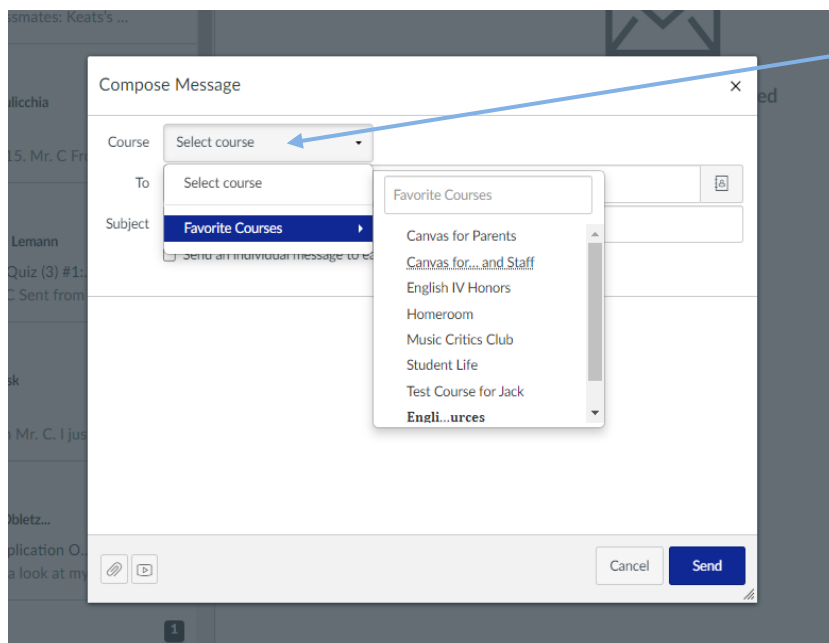 ssmates: Keats's ...
Compose Message
×
ed
ulicchia
Course
Select course
15. Mr. C Fro
To
Select course
Favorite Courses
Subject
Favorite Courses
Canvas for Parents
Lemann
Send an individual message to ea
Canvas for... and Staff
Quiz (3) #1:
C Sent from
English IV Honors
Homeroom
Music Critics Club
Student Life
sk
Test Course for Jack
Engli...urces
n Mr. C. I jus
Obletz...
plication O..
a look at my
Cancel
Send
1